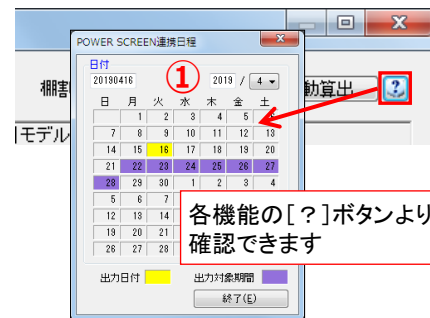 POWER SCREEN連携日程
日付
20190416 ① 2019 / 4
棚割
動算出 ?
モデル
日 月 火 水 木 金 土
1 2 3 4 5 6
7 8 9 10 11 12 13
14 15 16 17 18 19 20
21 22 23 24 25 26 27
28 29 30 1 2 3 4
5 6 7
12 13 14
19 20 21
26 27 28
各機能の[?]ボタンより
確認できます
出力日付 出力対象期間
終了(E)